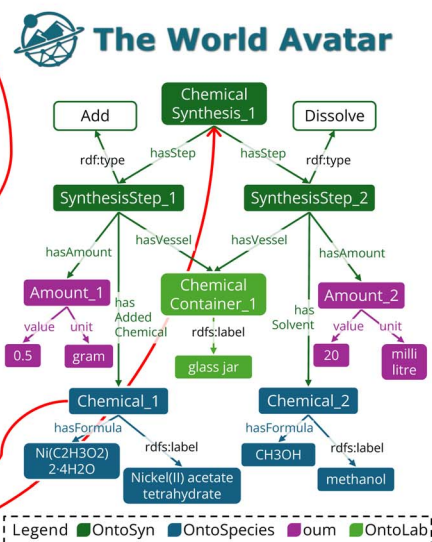 The World Avatar
Chemical
Synthesis_1
Add
Dissolve
rdf:type
hasStep
hasStep
rdf:type
SynthesisStep_1
SynthesisStep_2
hasAmount
hasVessel
hasVessel
hasAmount
Amount_1
has
Added
Chemical
Chemical
Container_1
has
Solvent
Amount_2
value
unit
rdfs:label
value
unit
0.5
gram
glass jar
20
milli
litre
Chemical_1
Chemical_2
hasFormula
rdfs:label
hasFormula
rdfs:label
Ni(C2H3O2)
2·4H2O
Nickel(II) acetate
tetrahydrate
CH3OH
methanol
Legend OntoSyn OntoSpecies oum OntoLab